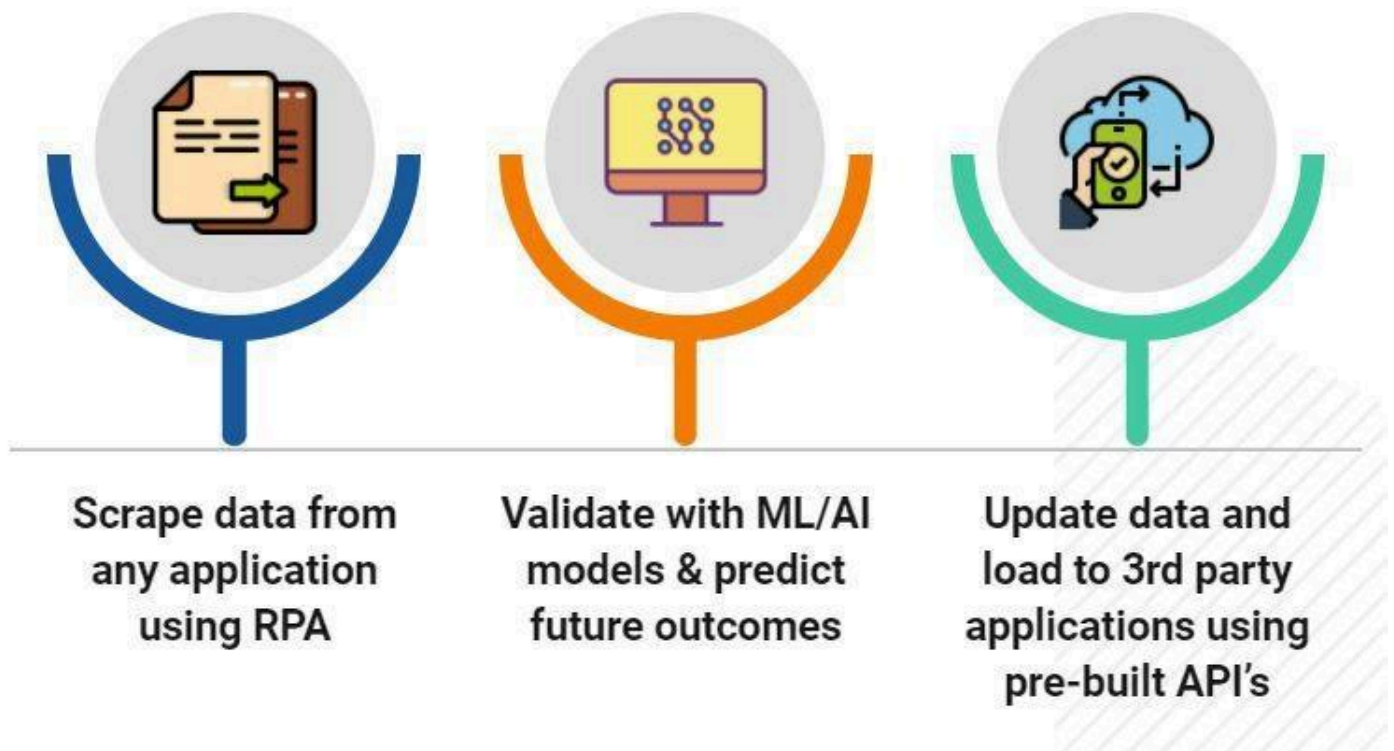 Scrape data from
any application
using RPA
Validate with ML/AI
models & predict
future outcomes
Update data and
load to 3rd party
applications using
pre-built API’s